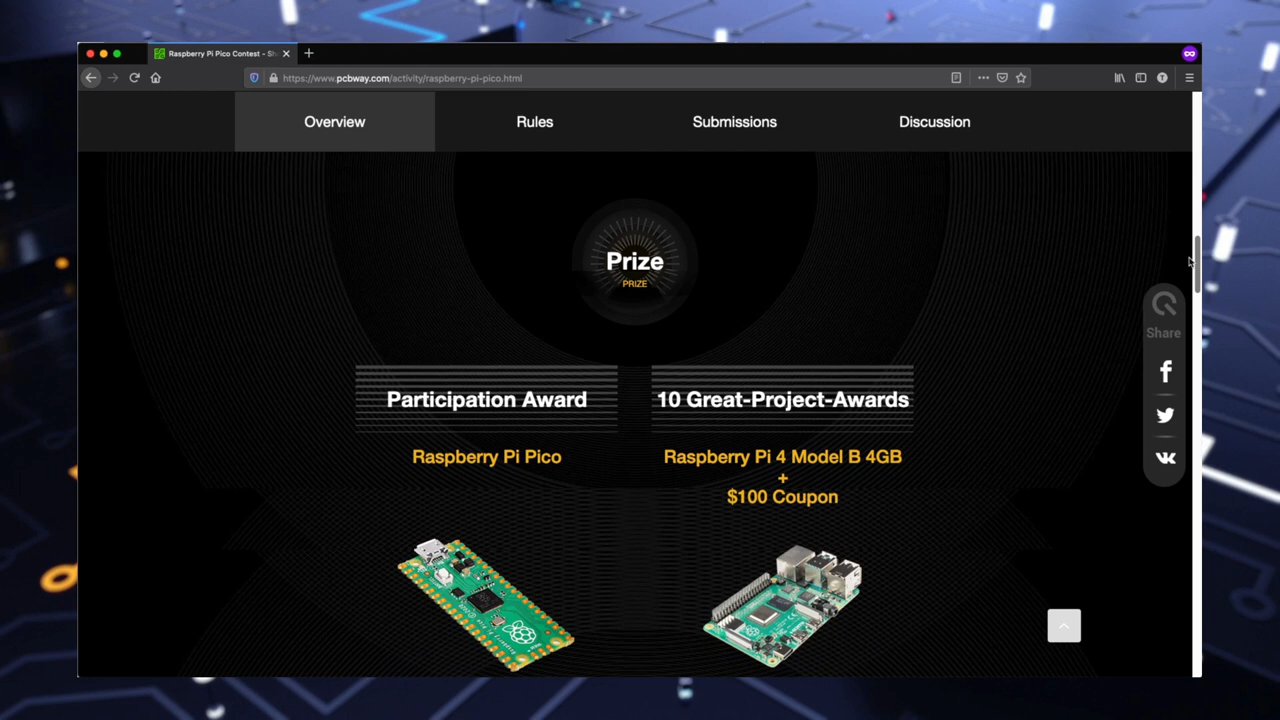 Raspberry Pi Pico Contest - Sh
https://www.pcbway.com/activity/raspberry-pi-pico.html
Overview
Rules
Submissions
Discussion
Prize
PRIZE
Share
Participation Award
10 Great-Project-Awards
Raspberry Pi Pico
Raspberry Pi 4 Model B 4GB
+
$100 Coupon